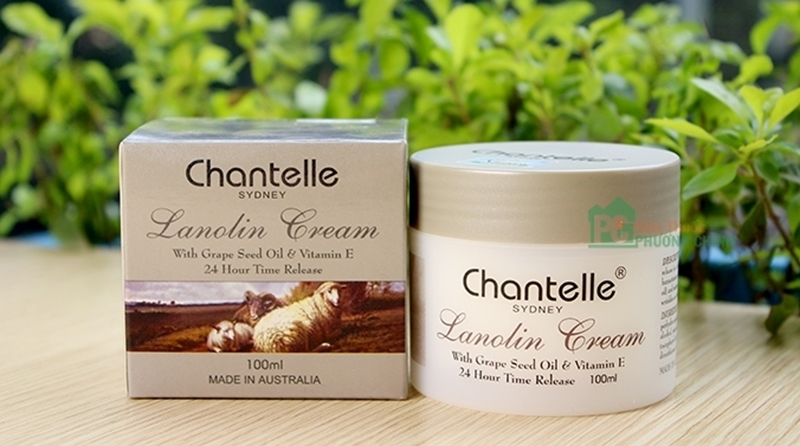 Chantelle
SYDNEY
Lanolin Cream
With Grape Seed Oil & Vitamin E
24 Hour Time Release
100ml
MADE IN AUSTRALIA
Chantelle®
SYDNEY
Lanolin Cream
With Grape Seed Oil & Vitamin E
24 Hour Time Release 100ml
PG